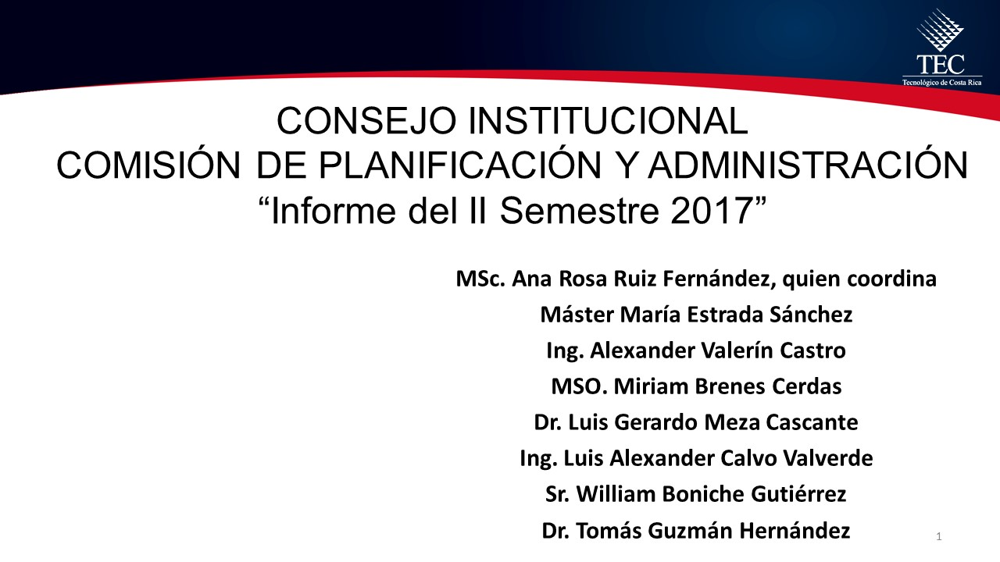 TEC
Tecnológico de Costa Rica
CONSEJO INSTITUCIONAL
COMISIÓN DE PLANIFICACIÓN Y ADMINISTRACIÓN
“Informe del II Semestre 2017”
MSc. Ana Rosa Ruiz Fernández, quien coordina
Máster María Estrada Sánchez
Ing. Alexander Valerín Castro
MSO. Miriam Brenes Cerdas
Dr. Luis Gerardo Meza Cascante
Ing. Luis Alexander Calvo Valverde
Sr. William Boniche Gutiérrez
Dr. Tomás Guzmán Hernández
1